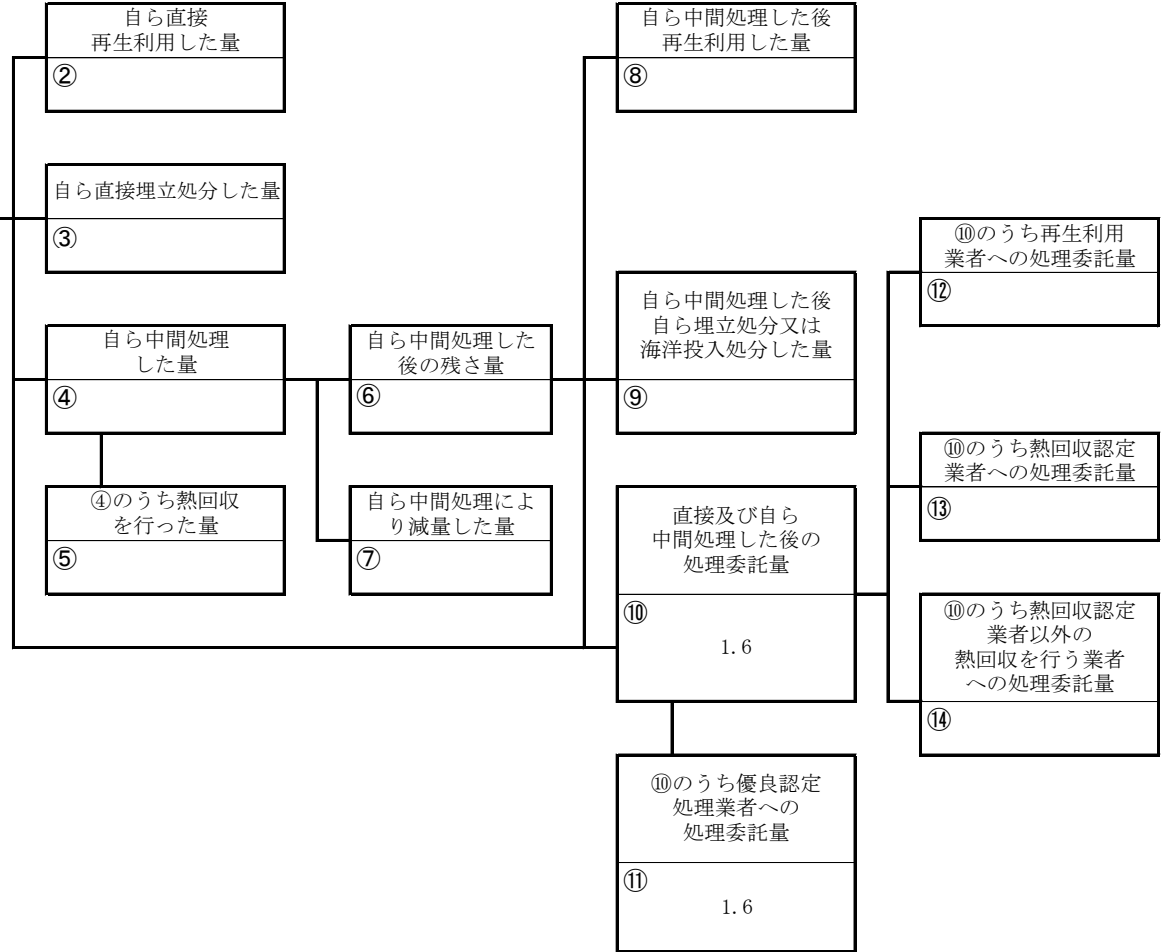 自ら直接
再生利用した量
②
自ら中間処理した後
再生利用した量
⑧
自ら直接埋立処分した量
③
⑩のうち再生利用
業者への処理委託量
⑫
自ら中間処理した後
自ら埋立処分又は
海洋投入処分した量
⑨
自ら中間処理
した量
④
自ら中間処理した
後の残さ量
⑥
⑩のうち熱回収認定
業者への処理委託量
⑬
④のうち熱回収
を行った量
⑤
自ら中間処理によ
り減量した量
⑦
直接及び自ら
中間処理した後の
処理委託量
⑩
1.6
⑩のうち熱回収認定
業者以外の
熱回収を行う業者
への処理委託量
⑭
⑩のうち優良認定
処理業者への
処理委託量
⑪
1.6